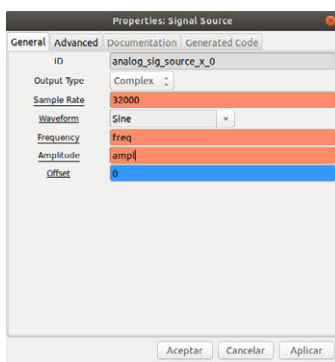 Properties: Signal Source
General Advanced Documentation Generated Code
ID analog_sig_source_x_0
Output Type Complex
Sample Rate 32000
Waveform Sine
Frequency freq
Amplitude ampl
Offset 0
Aceptar Cancelar Aplicar